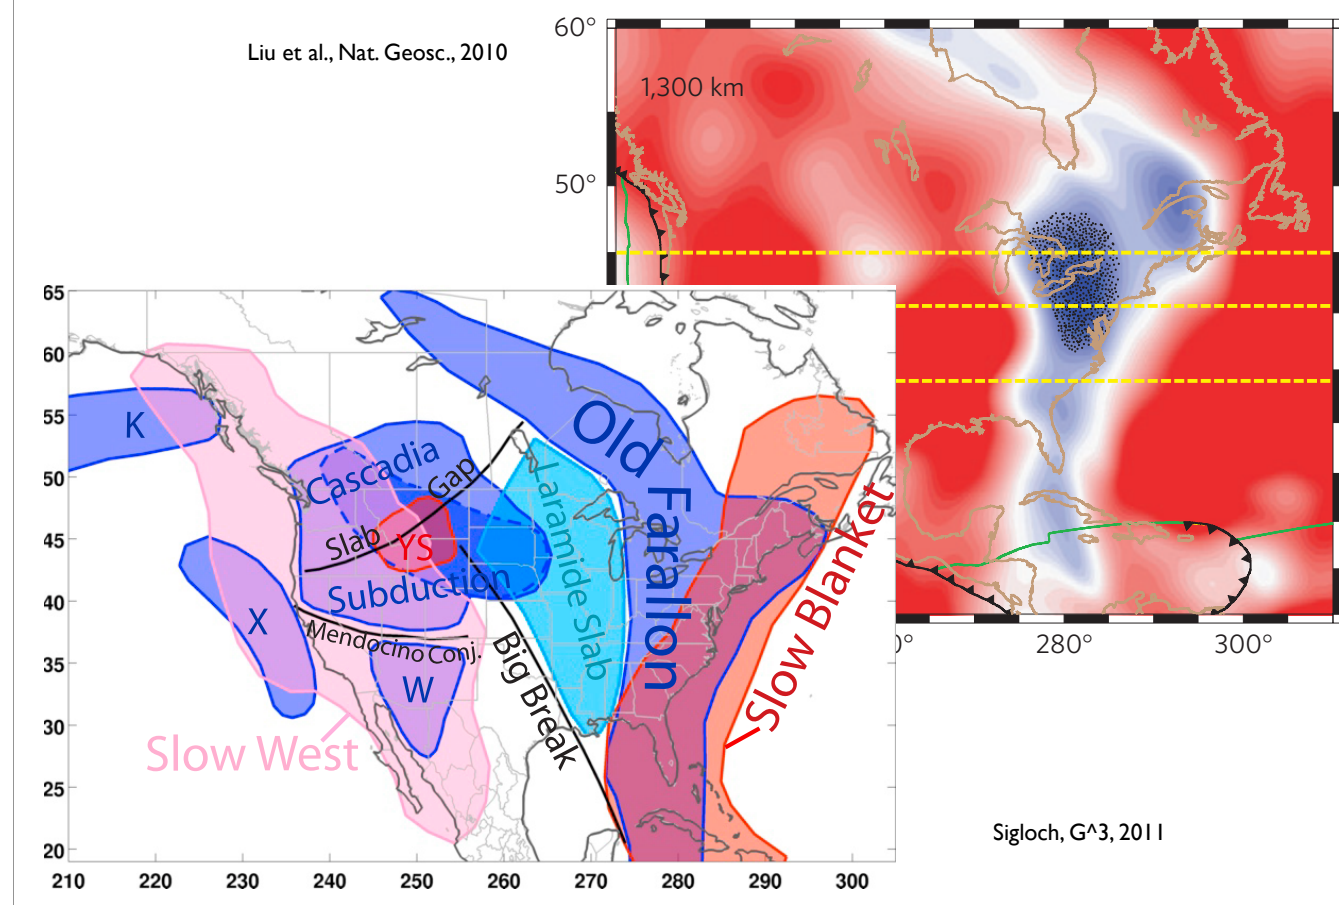 Liu et al., Nat. Geosc., 2010
60°
1,300 km
50°
65
60
55
50
45
40
35
30
25
20
210
220
230
240
250
260
270
280
290
300
K
Cascadia
Slab Gap
YS
Subduction
X
Mendocino Conj.
W
Slow West
Big Break
Laramide Slab
Old
Farallon
Slow Blanket
280°
300°
Sigloch, G^3, 2011